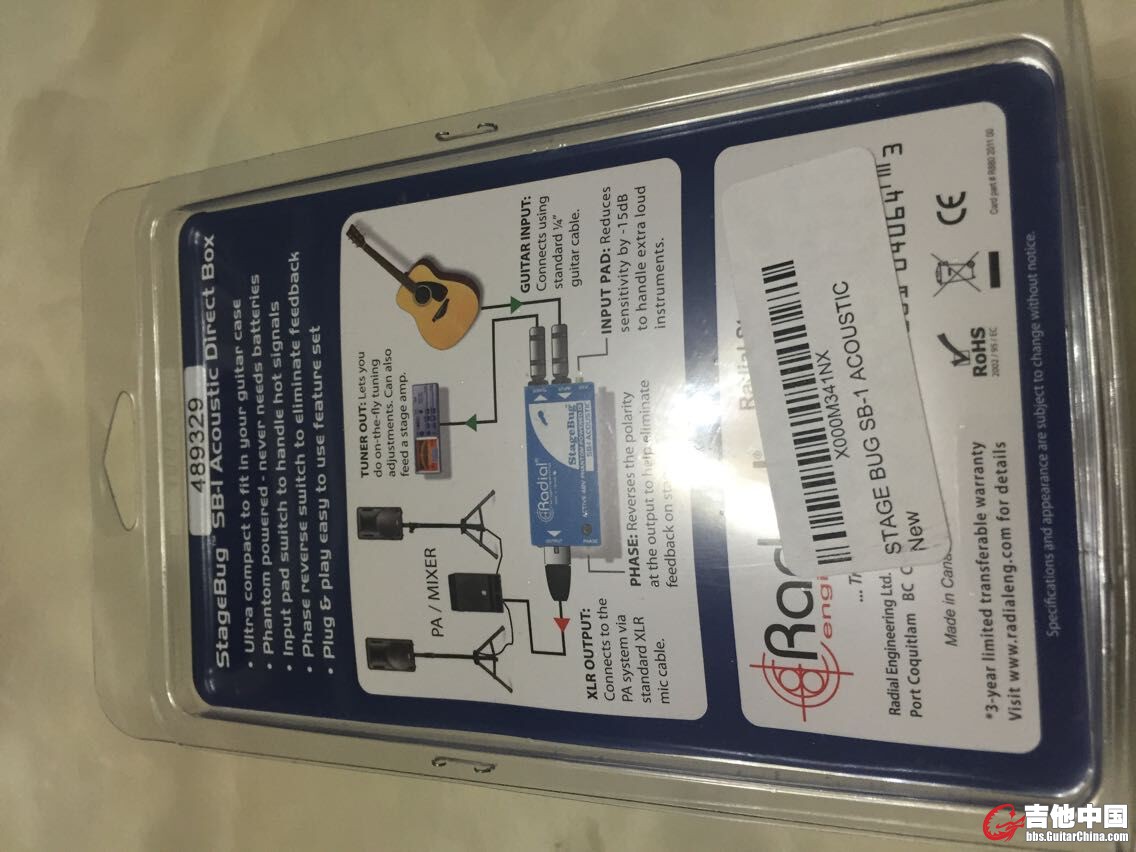 489329
StageBug™ SB-1 Acoustic Direct Box
• Ultra compact to fit in your guitar case
• Phantom powered - never needs batteries
• Input pad switch to handle hot signals
• Phase reverse switch to eliminate feedback
• Plug & play easy to use feature set
PA / MIXER
TUNER OUT: Lets you
do on-the-fly tuning
adjustments. Can also
feed a stage amp.
GUITAR INPUT:
Connects using
standard ¼"
guitar cable.
XLR OUTPUT:
Connects to the
PA system via
standard XLR
mic cable.
PHASE: Reverses the polarity
at the output to help eliminate
feedback on
INPUT PAD: Reduces
sensitivity by -15dB
to handle extra loud
instruments.
Radial
StageBug
SB-1 ACOUSTIC
OUTPUT
PHASE
X000M341NX
STAGE BUG SB-1 ACOUSTIC
New
Radial Engineering Ltd.
Port Coquitlam BC
Made in
*3-year limited transferable warranty
Visit www.radialeng.com for details
RoHS
2002 / 95 / EC
CE
Specifications and appearance are subject to change without notice.
吉他中国
bbs.GuitarChina.com